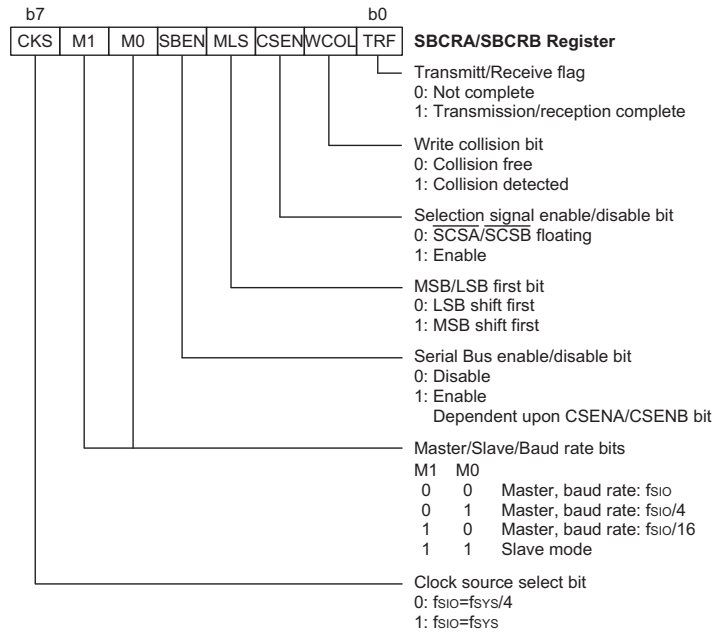 b7 b0
CKS M1 M0 SBEN MLS CSEN WCOL TRF SBCRA/SBCRB Register
Transmitt/Receive flag
0: Not complete
1: Transmission/reception complete
Write collision bit
0: Collision free
1: Collision detected
Selection signal enable/disable bit
0: SCSA/SCSB floating
1: Enable
MSB/LSB first bit
0: LSB shift first
1: MSB shift first
Serial Bus enable/disable bit
0: Disable
1: Enable
Dependent upon CSENA/CSENB bit
Master/Slave/Baud rate bits
M1 M0
0 0 Master, baud rate: fSIO
0 1 Master, baud rate: fSIO/4
1 0 Master, baud rate: fSIO/16
1 1 Slave mode
Clock source select bit
0: fSIO=fSYS/4
1: fSIO=fSYS